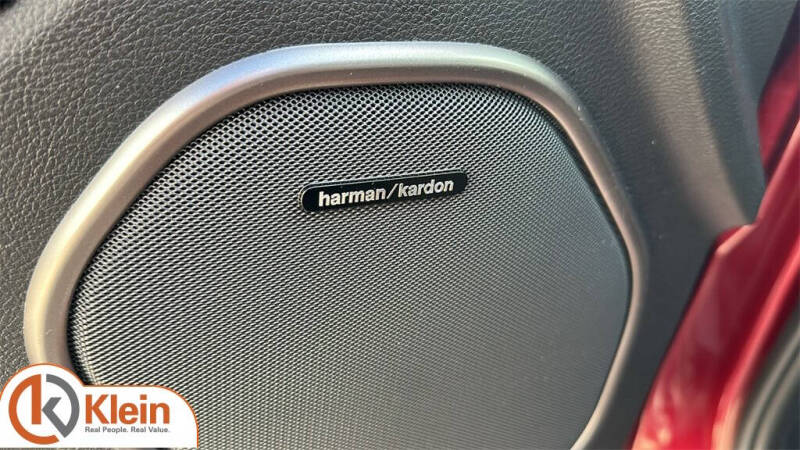 harman/kardon
k Klein
Real People. Real Value.